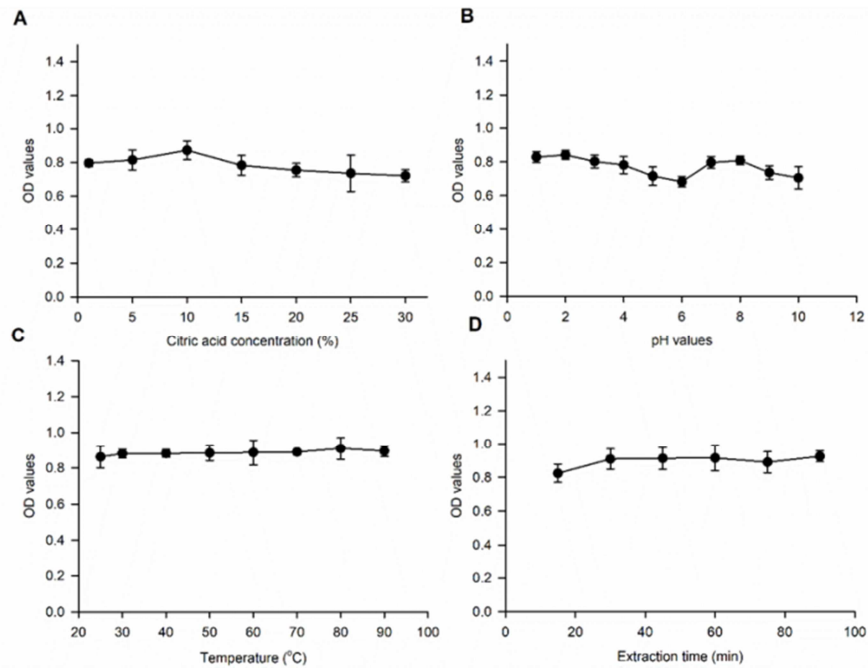 A
1.4
1.2
1.0
0.8
0.6
0.4
0.2
0.0
OD values
0 5 10 15 20 25 30
Citric acid concentration (%)
B
1.4
1.2
1.0
0.8
0.6
0.4
0.2
0.0
OD values
0 2 4 6 8 10 12
pH values
C
1.4
1.2
1.0
0.8
0.6
0.4
0.2
0.0
OD values
20 30 40 50 60 70 80 90 100
Temperature (°C)
D
1.4
1.2
1.0
0.8
0.6
0.4
0.2
0.0
OD values
0 20 40 60 80 100
Extraction time (min)